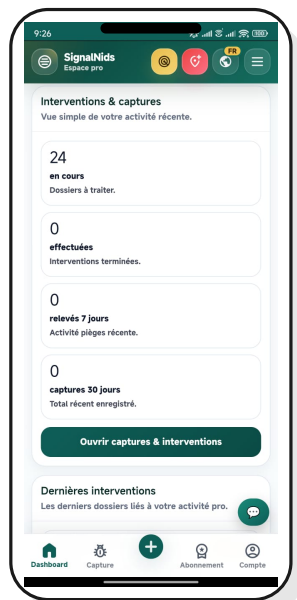 9:26
100
SignalNids
Espace pro
FR
Interventions & captures
Vue simple de votre activité récente.
24
en cours
Dossiers à traiter.
0
effectuées
Interventions terminées.
0
relevés 7 jours
Activité pièges récente.
0
captures 30 jours
Total récent enregistré.
Ouvrir captures & interventions
Dernières interventions
Les derniers dossiers liés à votre activité pro.
Dashboard
Capture
Abonnement
Compte